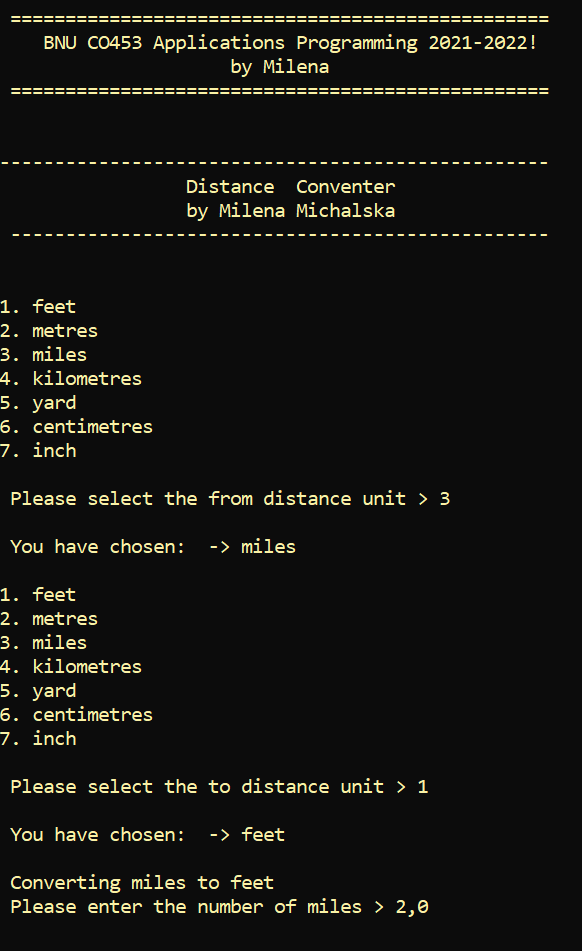 =================================================
BNU CO453 Applications Programming 2021-2022!
by Milena
=================================================
--------------------------------------------------
Distance  Conventer
by Milena Michalska
-------------------------------------------------
1. feet
2. metres
3. miles
4. kilometres
5. yard
6. centimetres
7. inch
Please select the from distance unit > 3
You have chosen:  -> miles
1. feet
2. metres
3. miles
4. kilometres
5. yard
6. centimetres
7. inch
Please select the to distance unit > 1
You have chosen:  -> feet
Converting miles to feet
Please enter the number of miles > 2,0